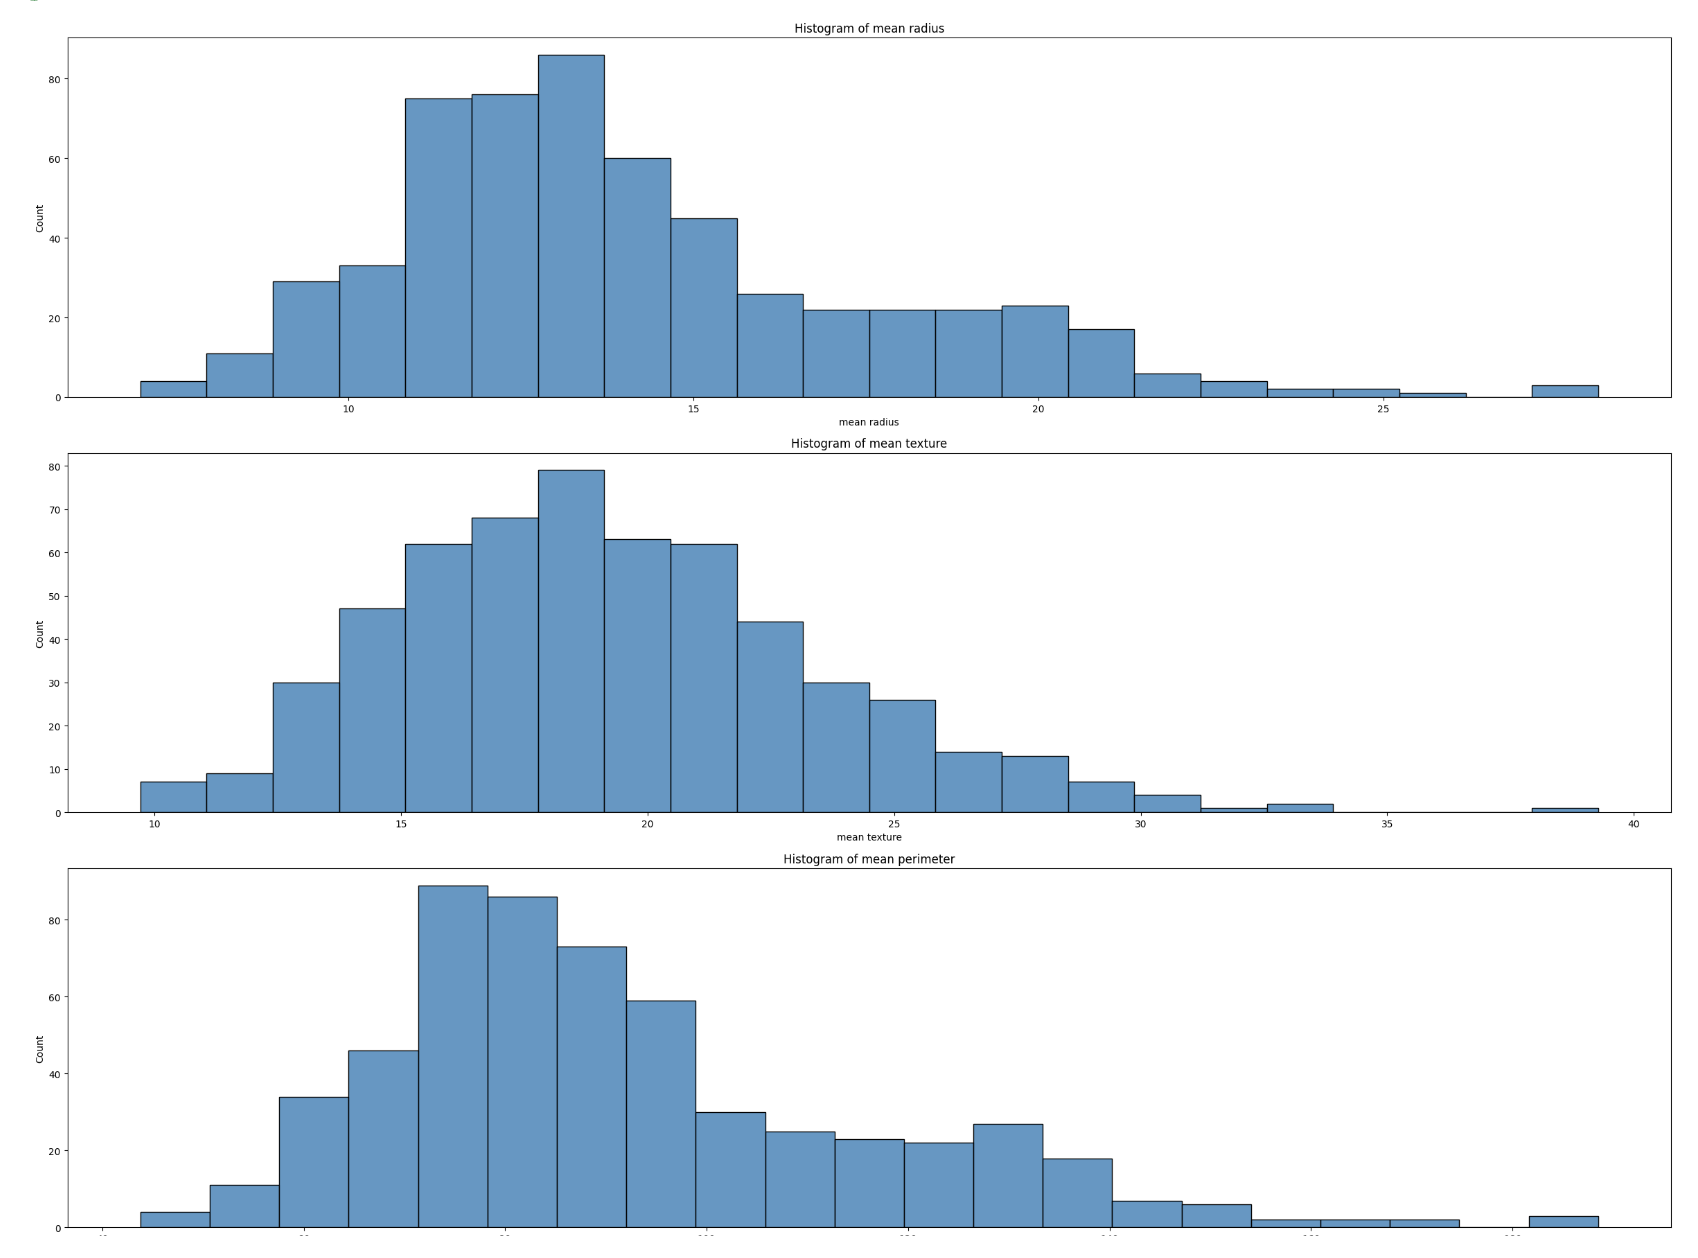 Histogram of mean radius
80
60
40
20
0
Count
10 15 20 25
mean radius
Histogram of mean texture
80
70
60
50
40
30
20
10
0
Count
10 15 20 25 30 35 40
mean texture
Histogram of mean perimeter
80
60
40
20
0
Count